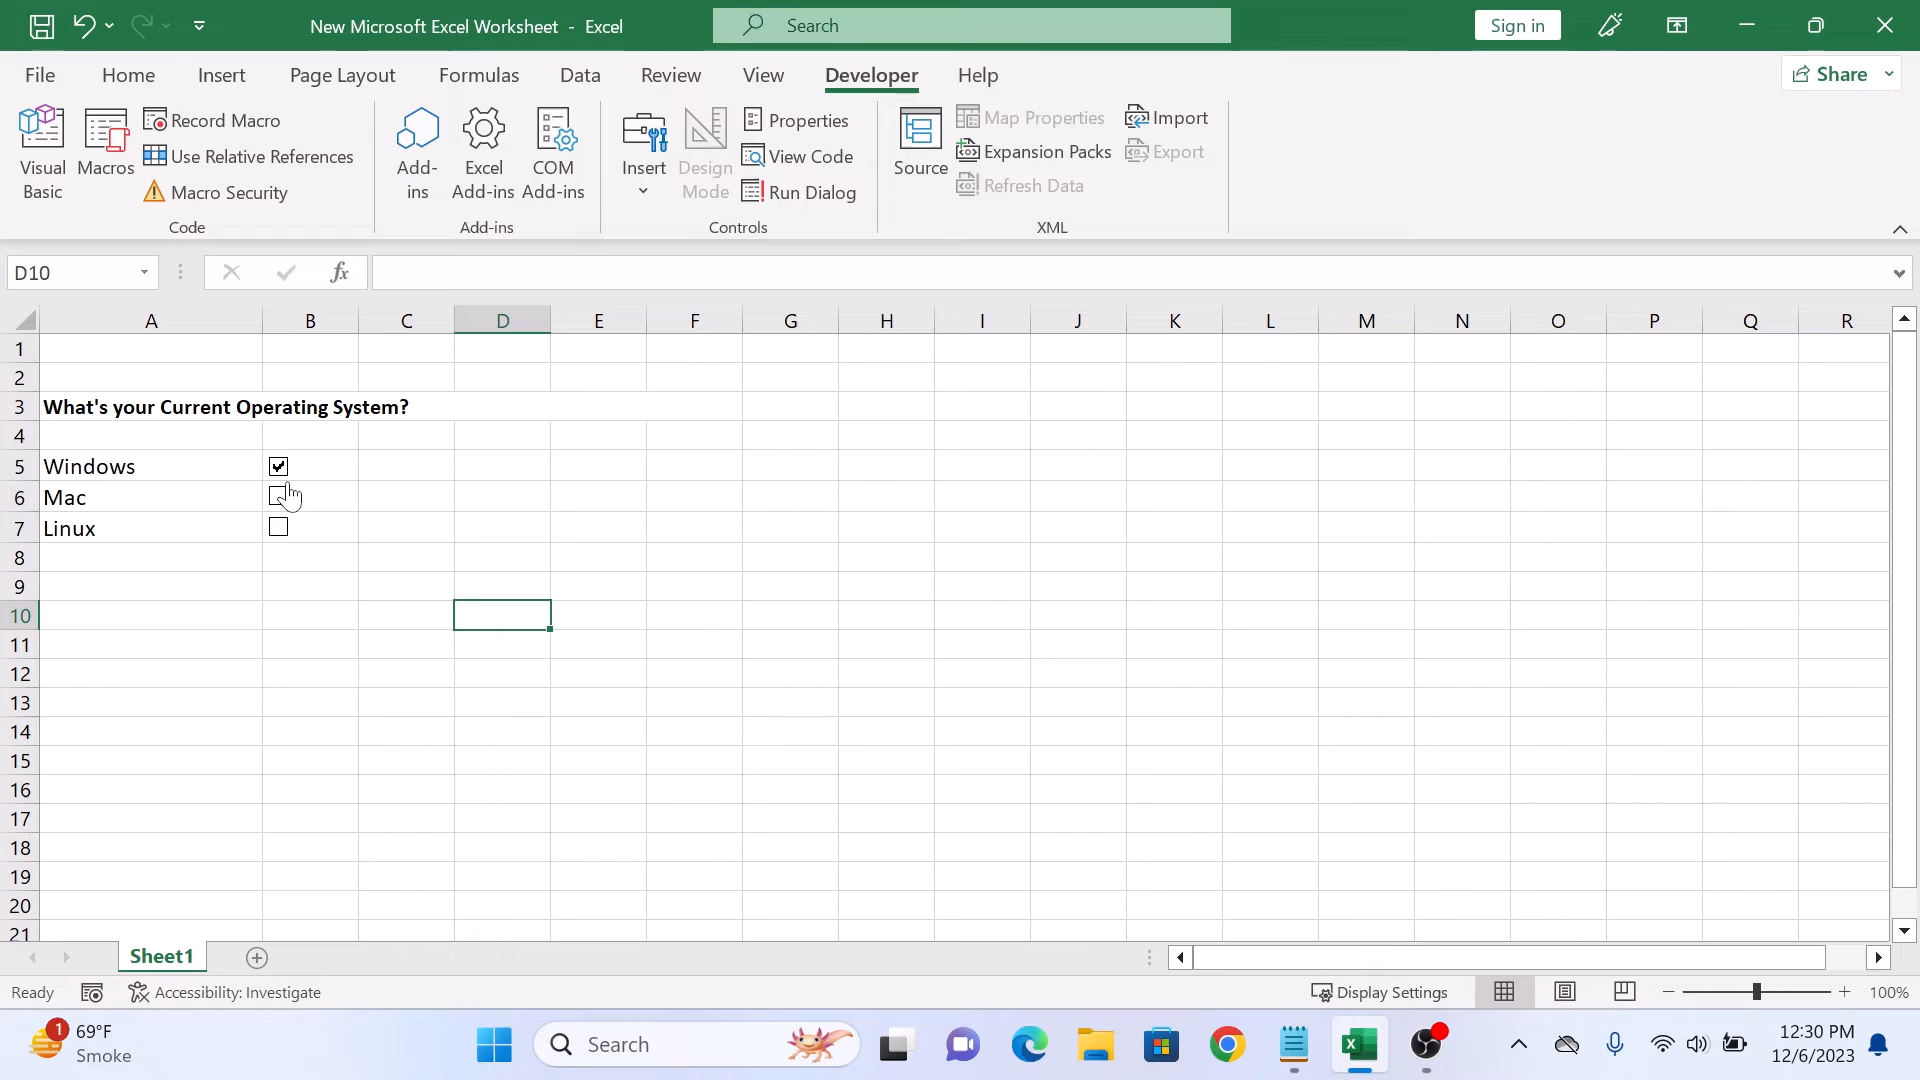 New Microsoft Excel Worksheet - Excel
Search
Sign in
File Home Insert Page Layout Formulas Data Review View Developer Help
Share
Visual Basic
Macros
Record Macro
Use Relative References
Macro Security
Code
Add-ins
Excel Add-ins
COM Add-ins
Add-ins
Insert
Design Mode
Properties
View Code
Run Dialog
Controls
Source
Map Properties
Expansion Packs
Refresh Data
Import
Export
XML
D10
fx
A B C D E F G H I J K L M N O P Q R
1
2
3 What's your Current Operating System?
4
5 Windows
6 Mac
7 Linux
8
9
10
11
12
13
14
15
16
17
18
19
20
21
Sheet1
Ready
Accessibility: Investigate
Display Settings
100%
1
69°F
Smoke
Search
12:30 PM
12/6/2023